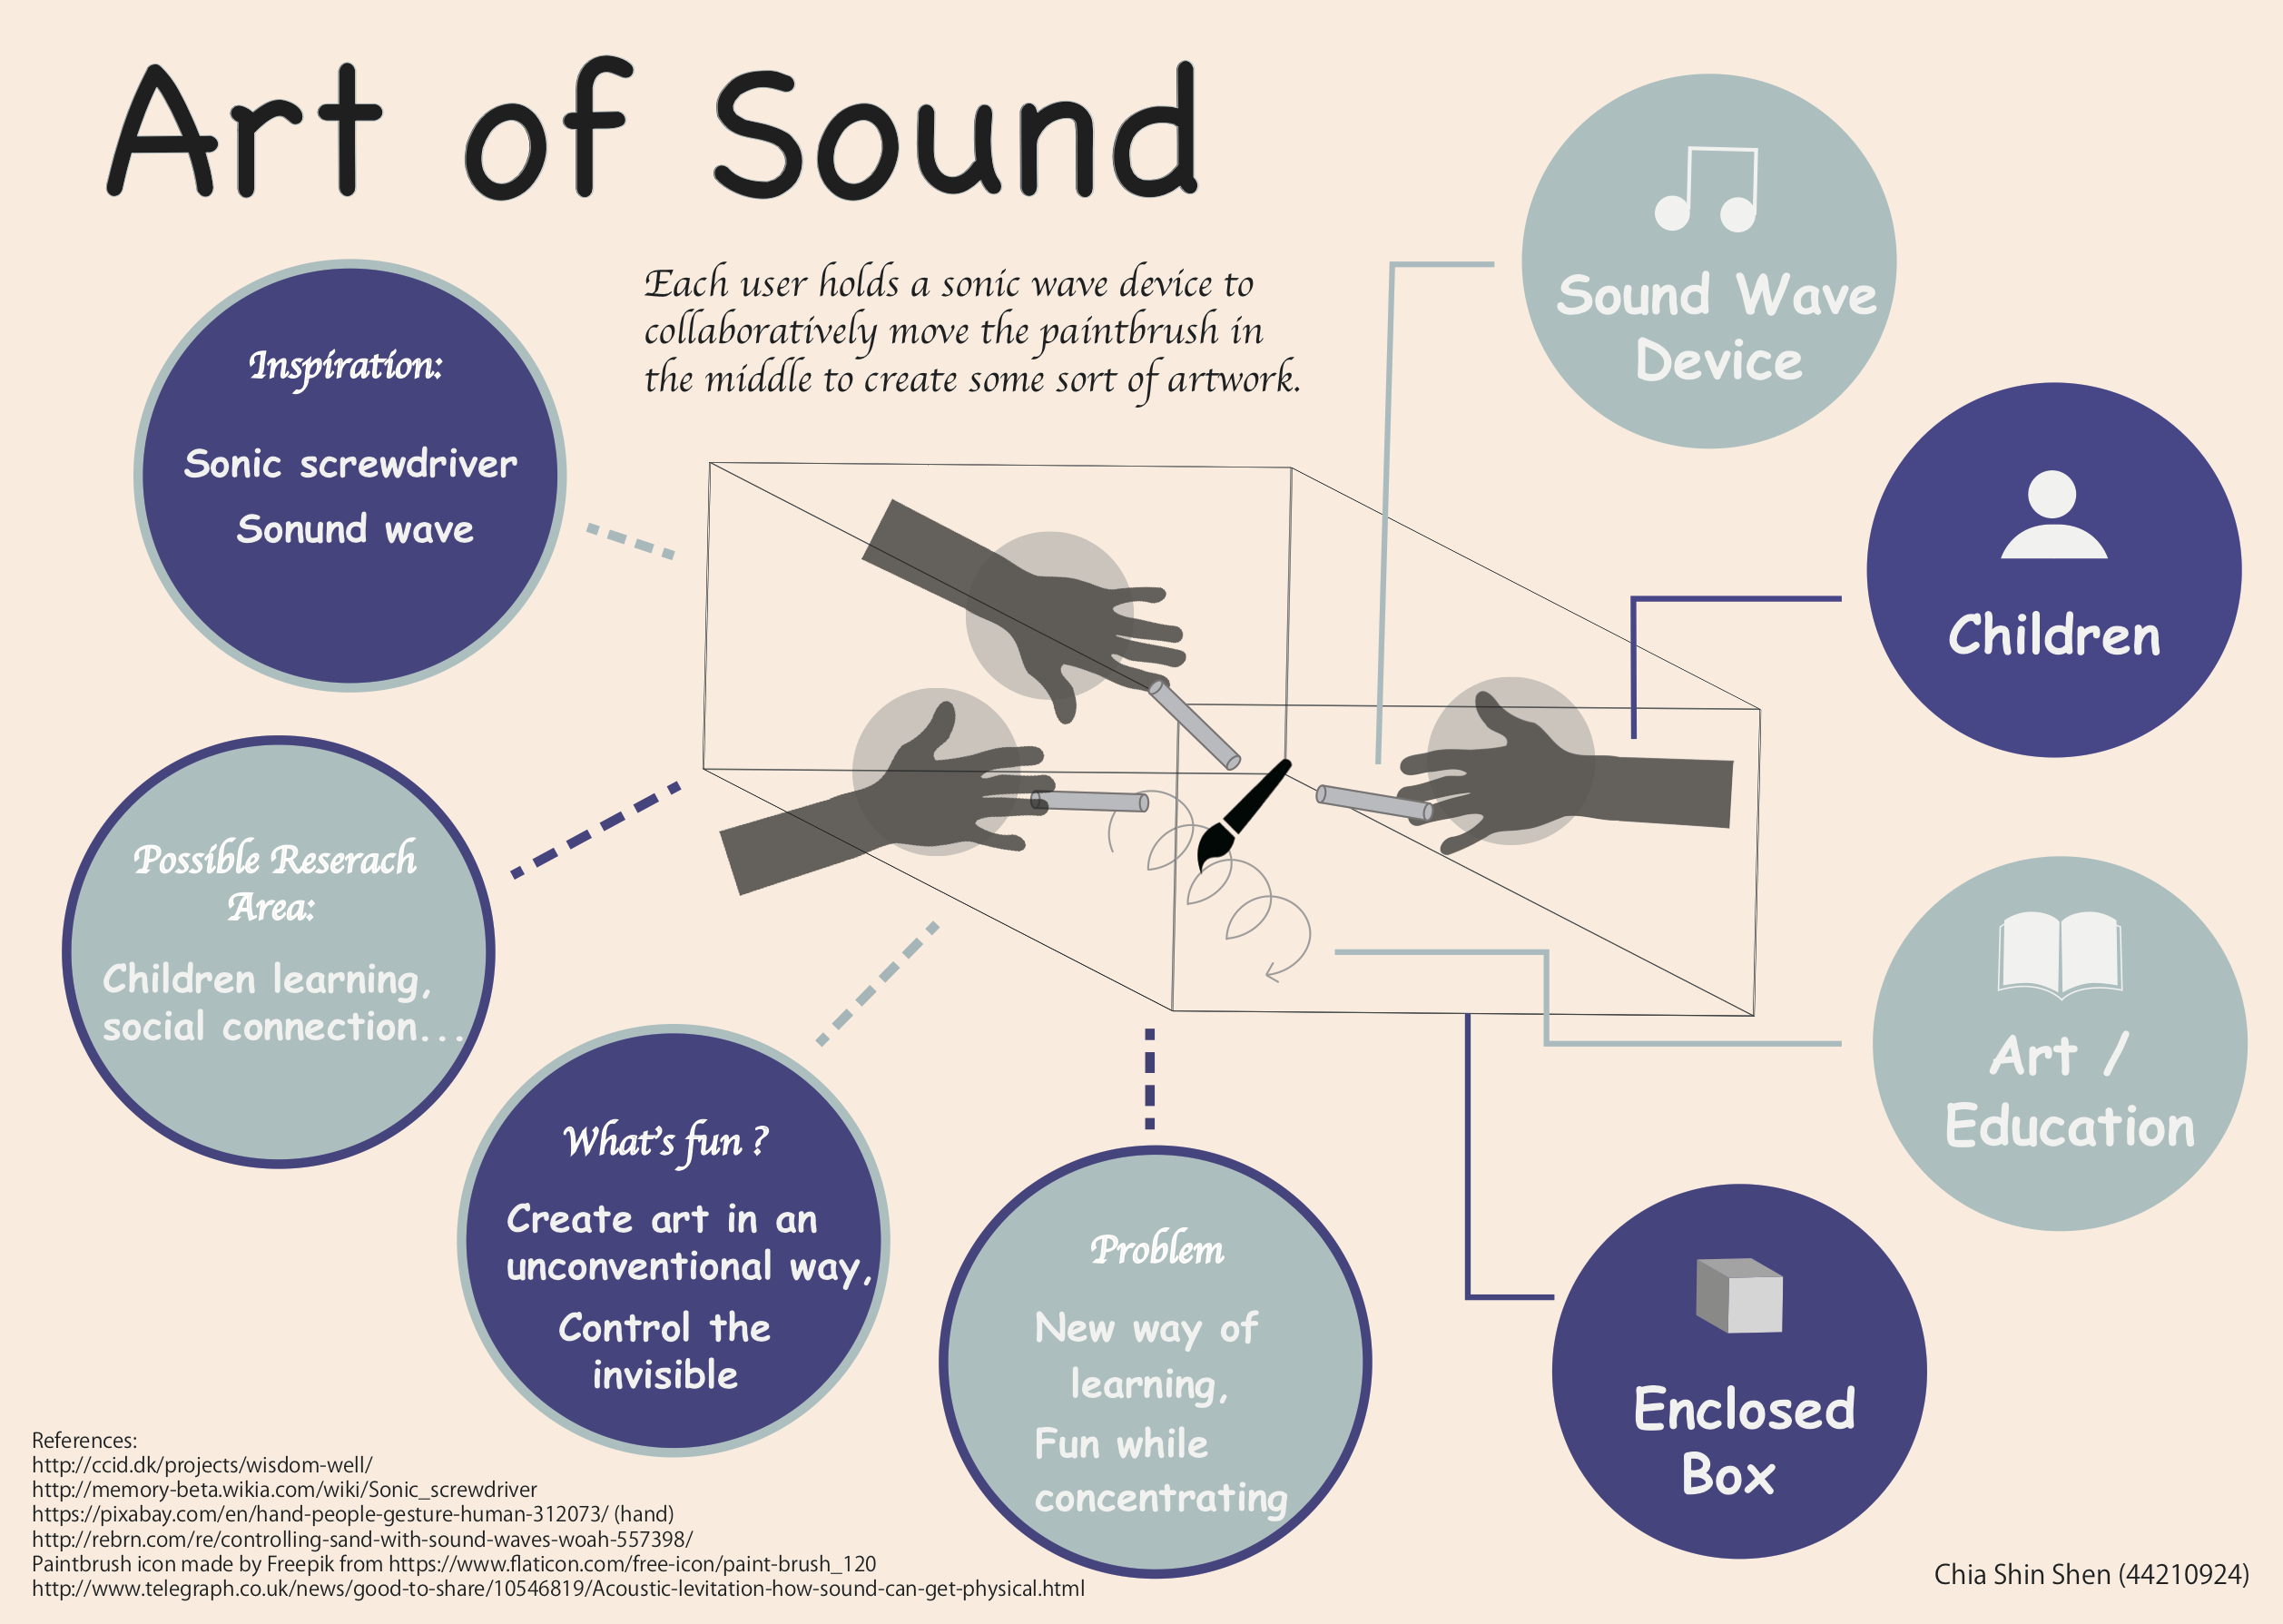 Art of Sound
Each user holds a sonic wave device to
collaboratively move the paintbrush in
the middle to create some sort of artwork.
Inspiration:
Sonic screwdriver
Sonund wave
Possible Reserach
Area:
Children learning,
social connection...
What's fun ?
Create art in an
unconventional way,
Control the
invisible
Problem
New way of
learning,
Fun while
concentrating
Sound Wave
Device
Children
Art /
Education
Enclosed
Box
References:
http://ccid.dk/projects/wisdom-well/
http://memory-beta.wikia.com/wiki/Sonic_screwdriver
https://pixabay.com/en/hand-people-gesture-human-312073/ (hand)
http://rebrn.com/re/controlling-sand-with-sound-waves-woah-557398/
Paintbrush icon made by Freepik from https://www.flaticon.com/free-icon/paint-brush_120
http://www.telegraph.co.uk/news/good-to-share/10546819/Acoustic-levitation-how-sound-can-get-physical.html
Chia Shin Shen (44210924)